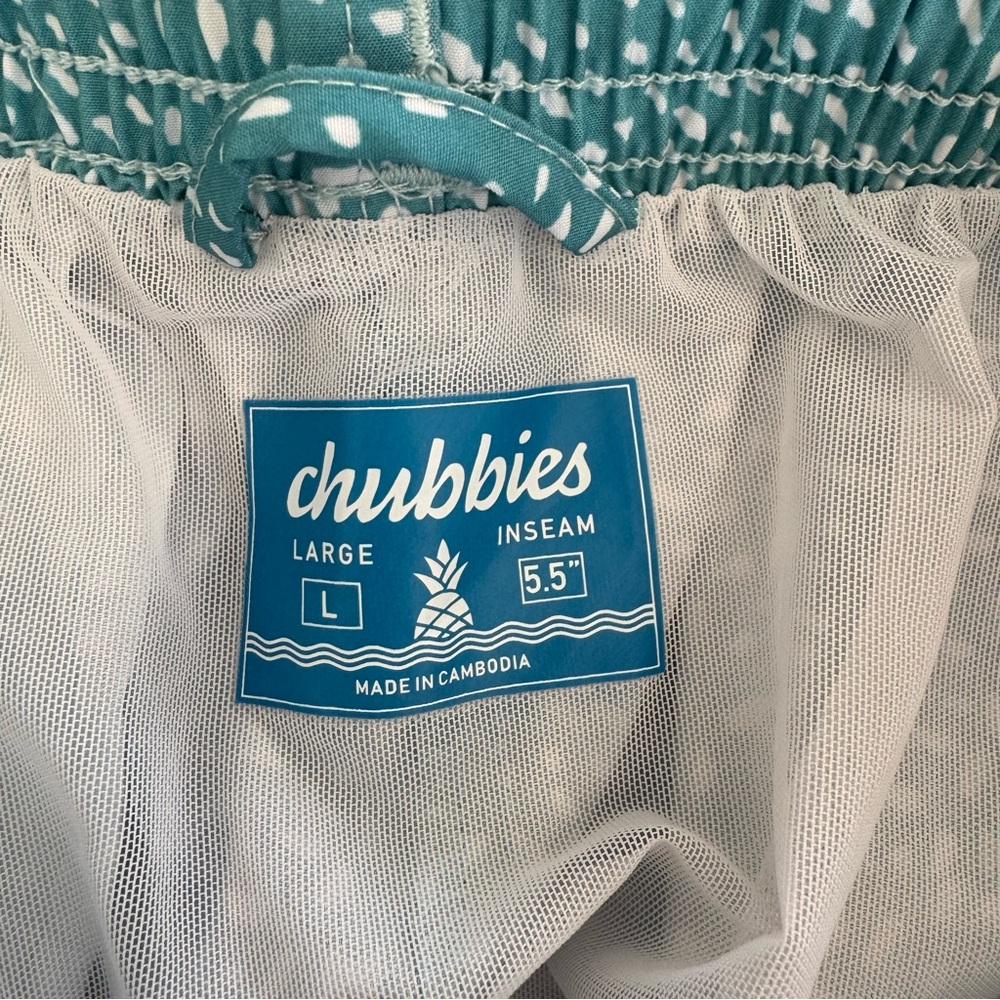 chubbies
LARGE INSEAM
L 5.5"
MADE IN CAMBODIA